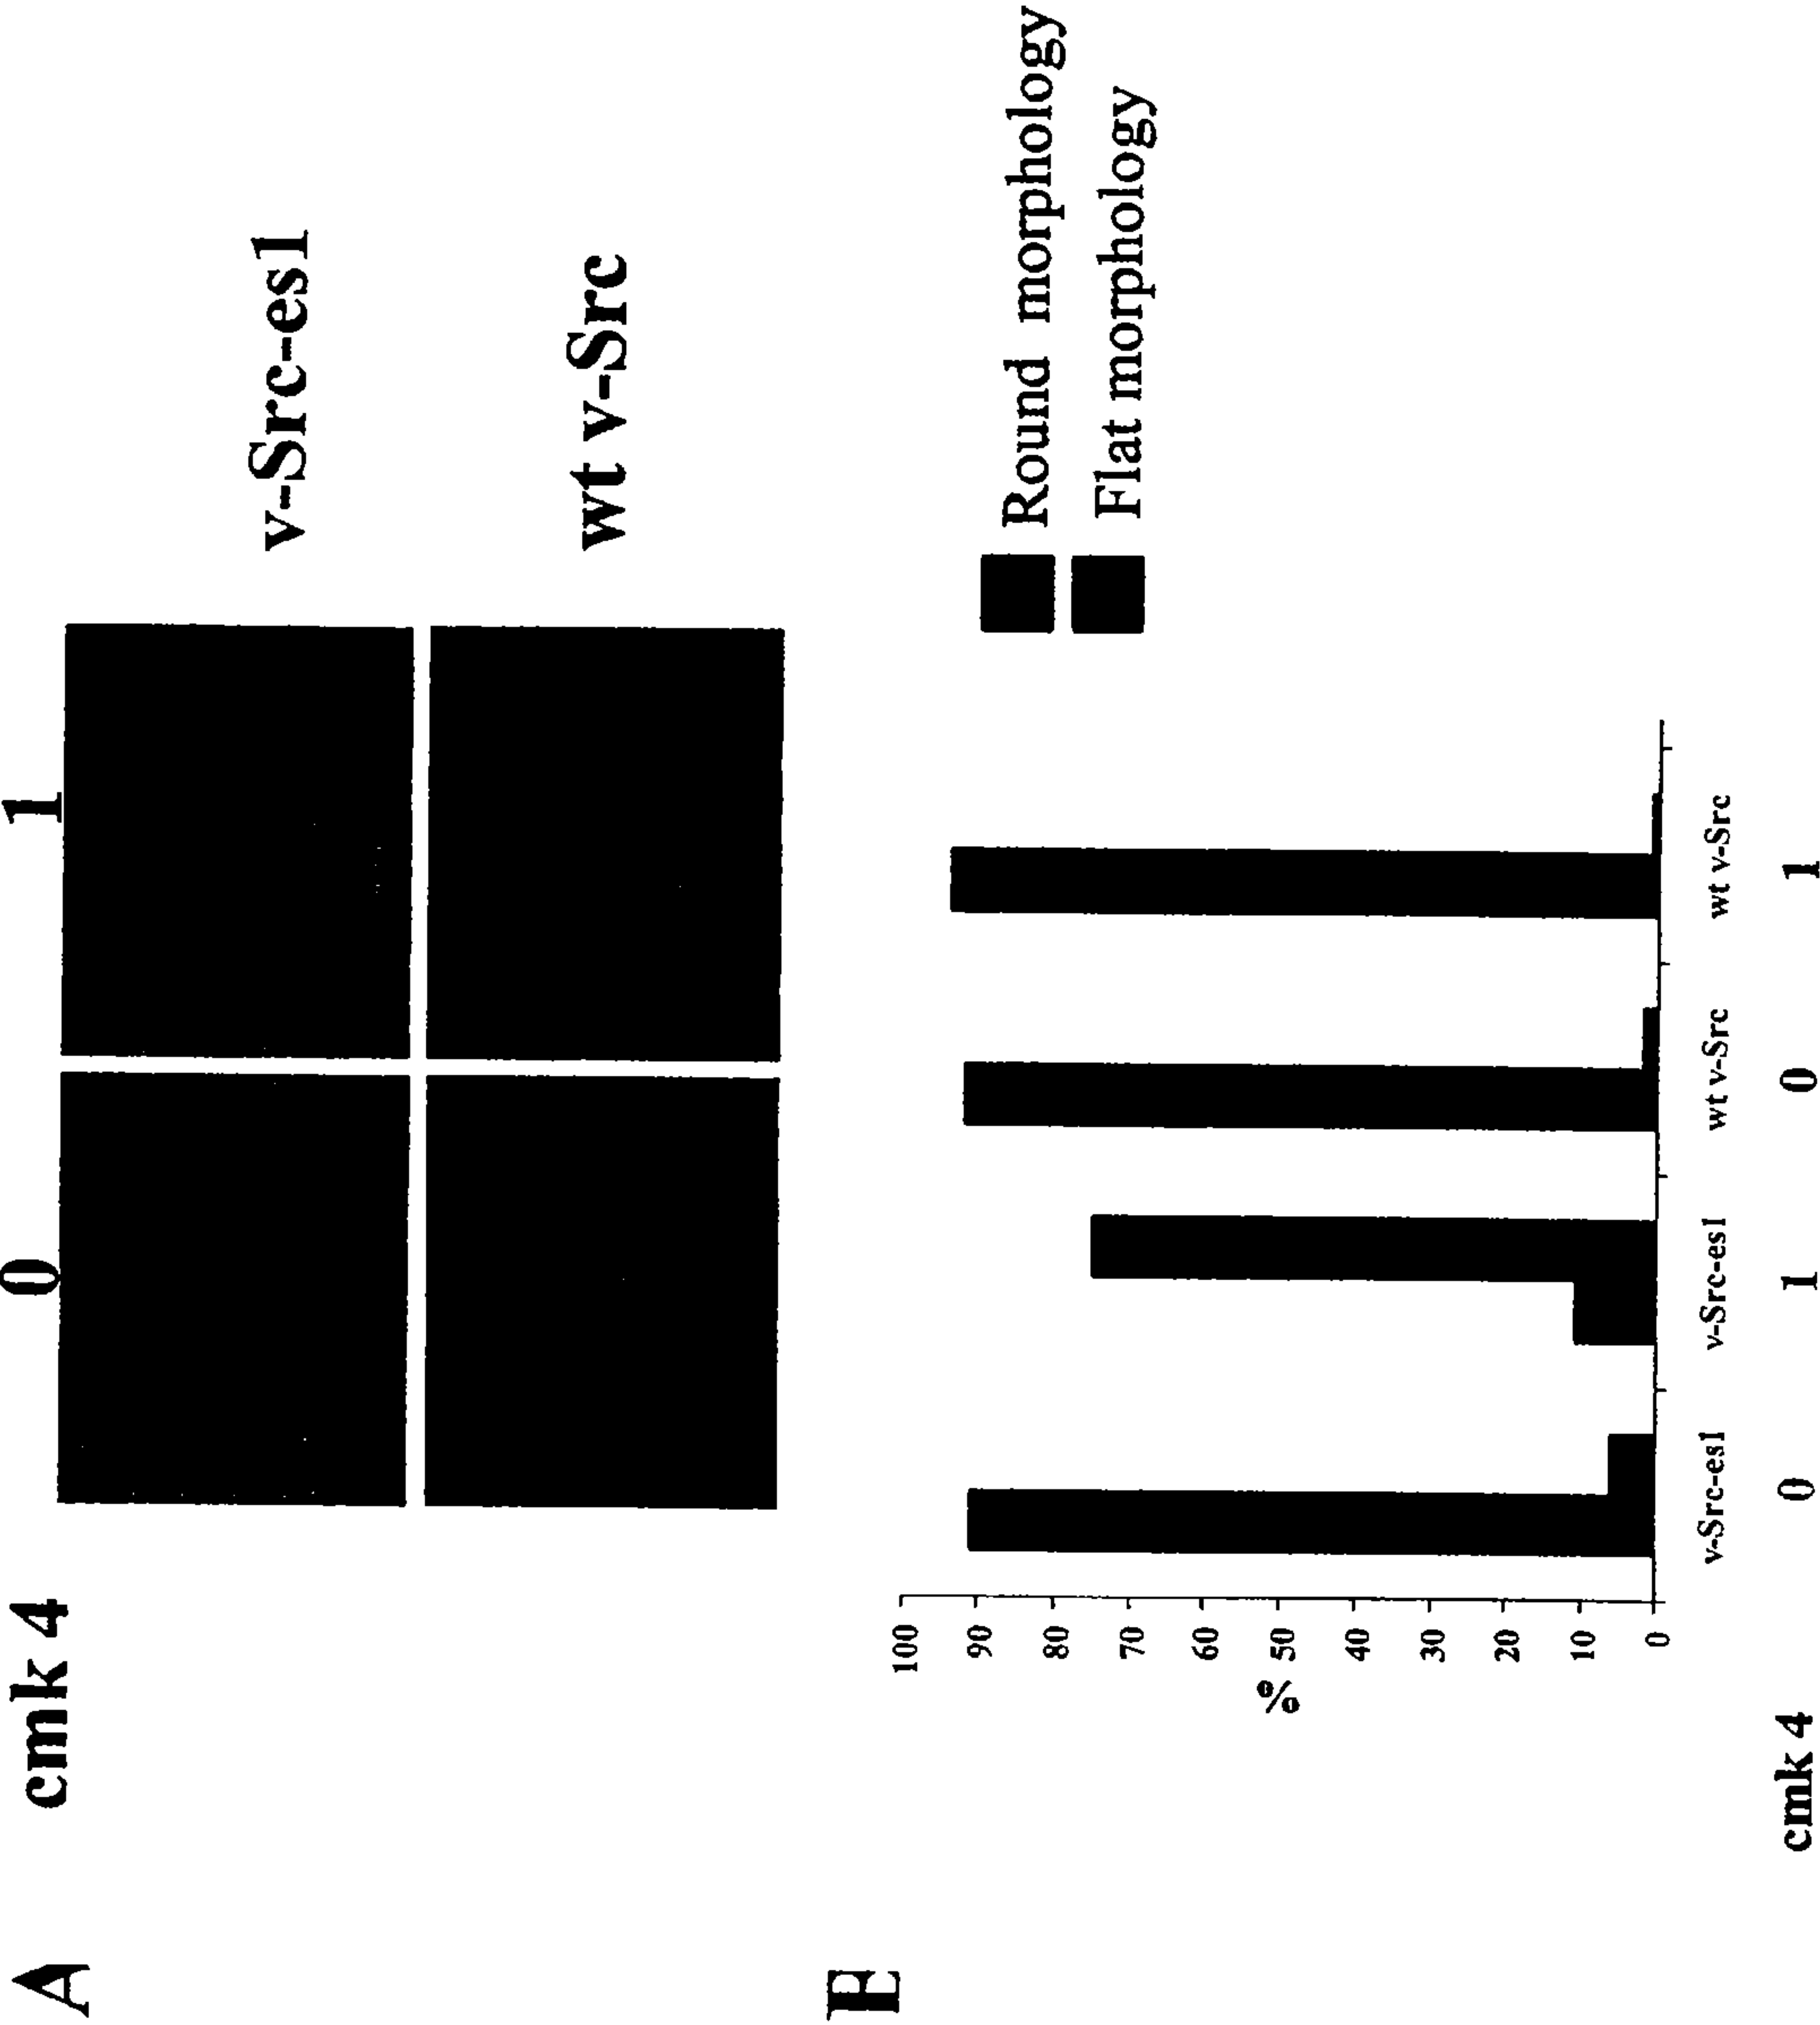 A cmk 4 0 1
v-Src-es1
wt v-Src
E
Round morphology
Flat morphology
100
90
80
70
60
50
40
30
20
10
0
%
v-Src-es1 v-Src-es1 wt v-Src wt v-Src
cmk 4 0 1 0 1